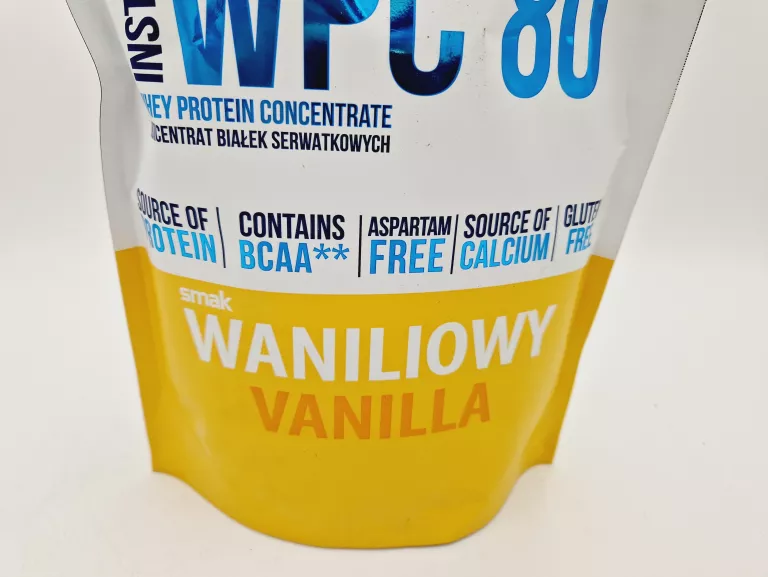 WPC 80
WHEY PROTEIN CONCENTRATE
KONCENTRAT BIAŁEK SERWATKOWYCH
SOURCE OF
PROTEIN
CONTAINS
BCAA**
ASPARTAM
FREE
SOURCE OF
CALCIUM
GLUTEN
FREE
smak
WANILIOWY
VANILLA